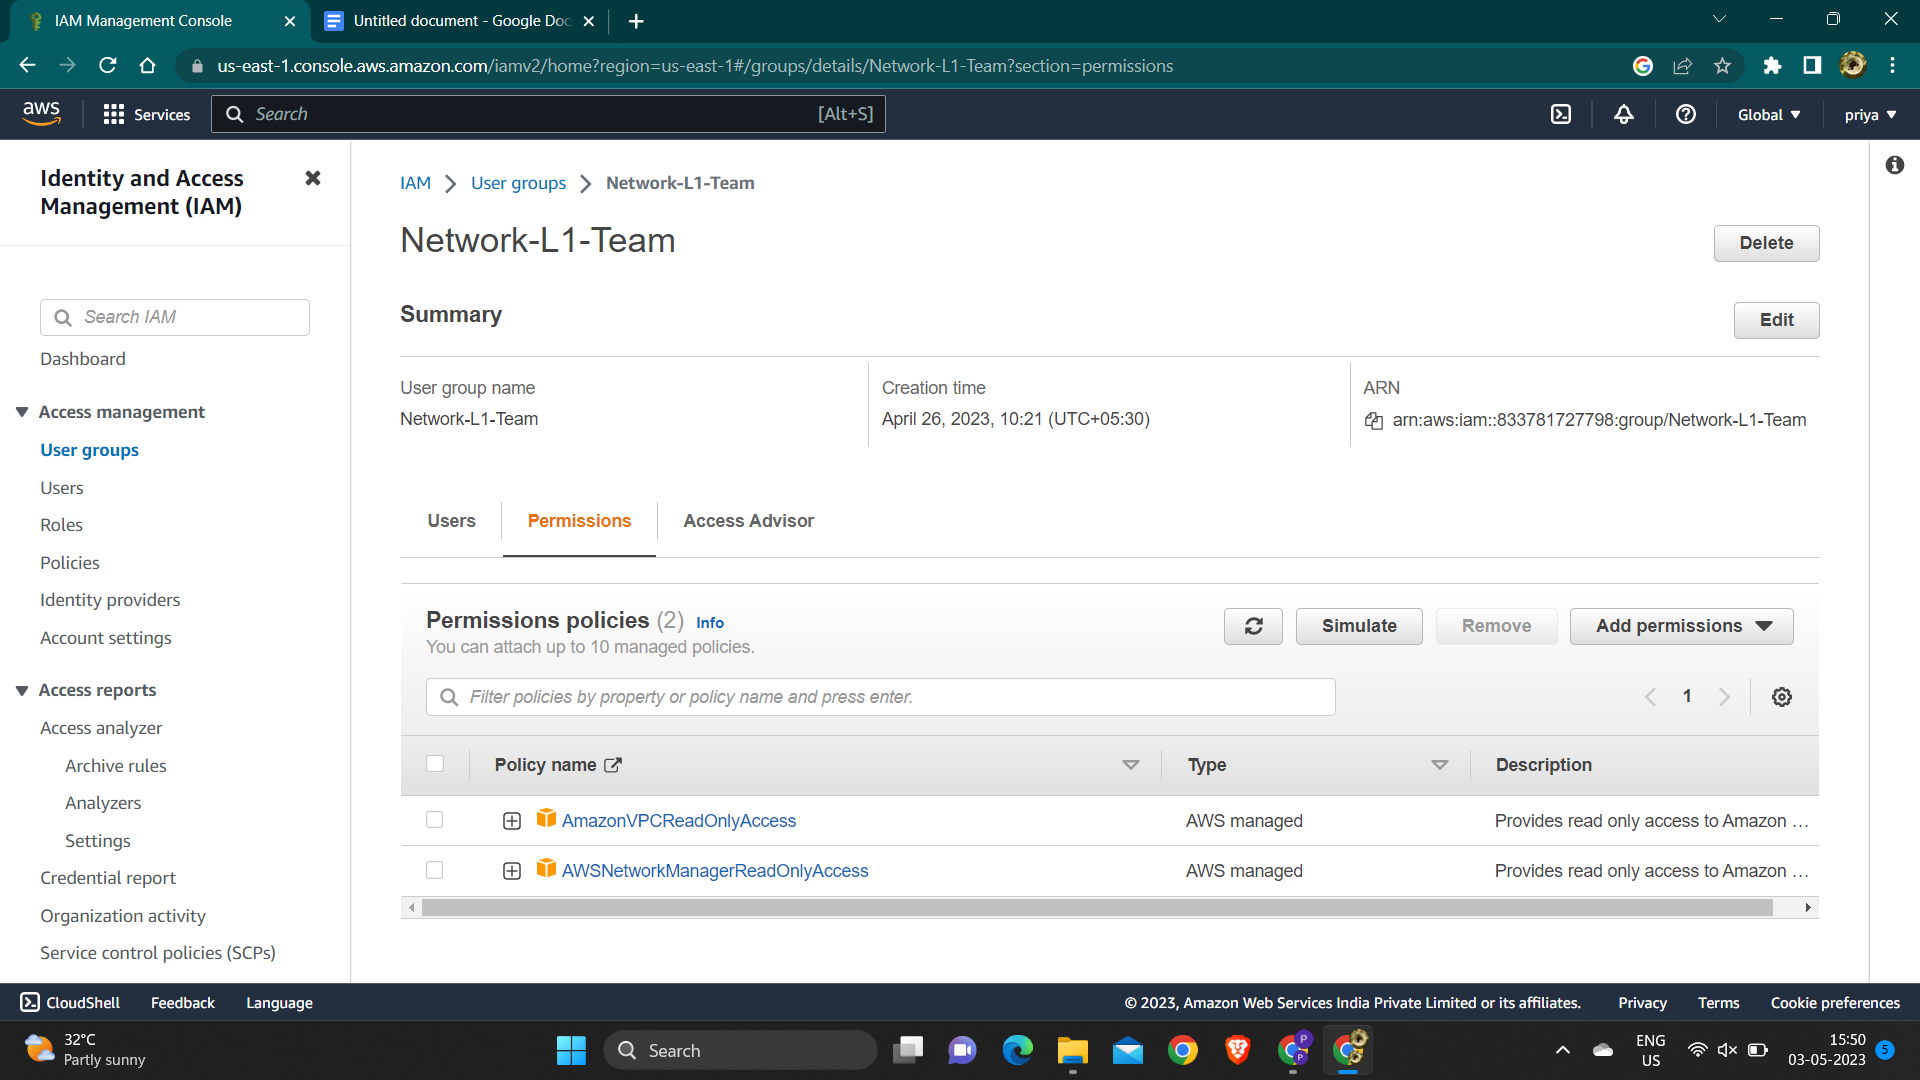 IAM Management Console
Untitled document - Google Doc
us-east-1.console.aws.amazon.com/iamv2/home?region=us-east-1#/groups/details/Network-L1-Team?section=permissions
aws
Services
Search
[Alt+S]
Global
priya
Identity and Access
Management (IAM)
Search IAM
Dashboard
Access management
User groups
Users
Roles
Policies
Identity providers
Account settings
Access reports
Access analyzer
Archive rules
Analyzers
Settings
Credential report
Organization activity
Service control policies (SCPs)
IAM > User groups > Network-L1-Team
Network-L1-Team
Delete
Summary
Edit
User group name
Network-L1-Team
Creation time
April 26, 2023, 10:21 (UTC+05:30)
ARN
arn:aws:iam::833781727798:group/Network-L1-Team
Users
Permissions
Access Advisor
Permissions policies (2) Info
You can attach up to 10 managed policies.
Simulate
Remove
Add permissions
Filter policies by property or policy name and press enter.
1
Policy name
Type
Description
AmazonVPCReadOnlyAccess
AWS managed
Provides read only access to Amazon ...
AWSNetworkManagerReadOnlyAccess
AWS managed
Provides read only access to Amazon ...
CloudShell
Feedback
Language
© 2023, Amazon Web Services India Private Limited or its affiliates.
Privacy
Terms
Cookie preferences
32°C
Partly sunny
Search
P
P
ENG
US
15:50
03-05-2023
5